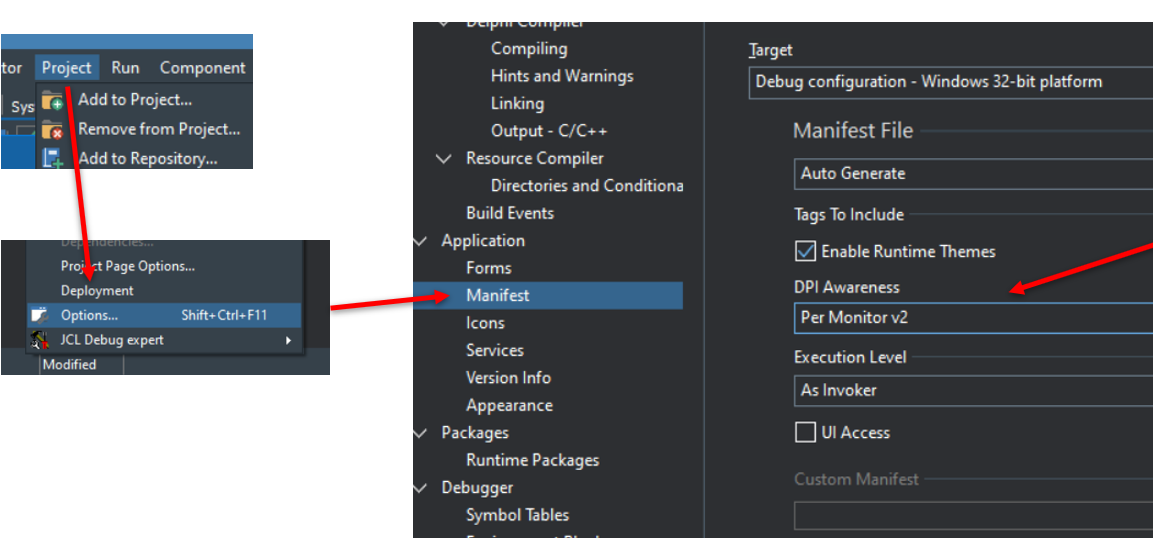 tor Project Run Component
Sys
Add to Project...
Remove from Project...
Add to Repository...
Dependencies...
Project Page Options...
Deployment
Options... Shift+Ctrl+F11
JCL Debug expert
Modified
Delphi Compiler
Compiling
Hints and Warnings
Linking
Output - C/C++
Resource Compiler
Directories and Conditiona
Build Events
Application
Forms
Manifest
Icons
Services
Version Info
Appearance
Packages
Runtime Packages
Debugger
Symbol Tables
Target
Debug configuration - Windows 32-bit platform
Manifest File
Auto Generate
Tags To Include
Enable Runtime Themes
DPI Awareness
Per Monitor v2
Execution Level
As Invoker
UI Access
Custom Manifest